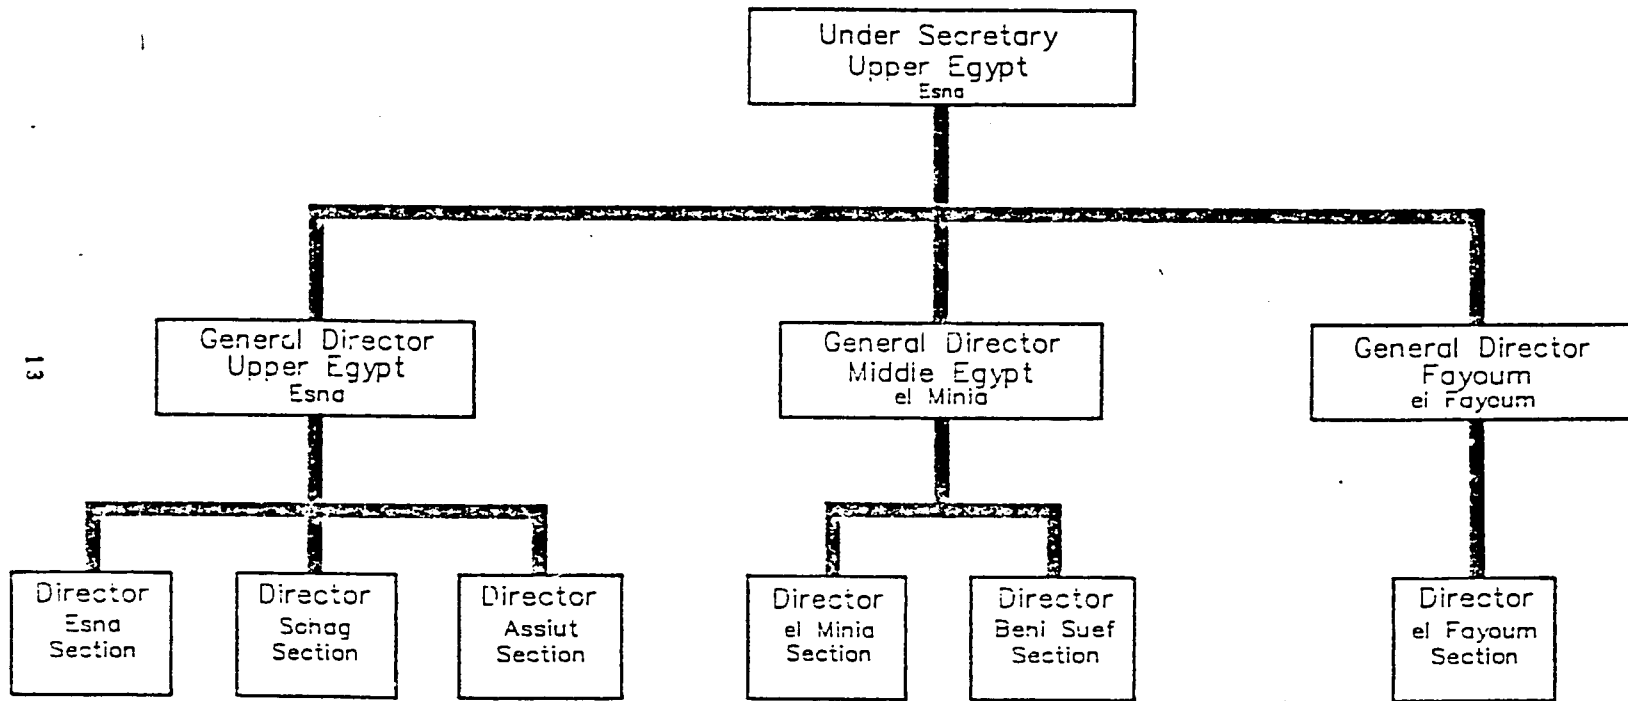 Under Secretary
Upper Egypt
Esna
General Director
Upper Egypt
Esna
General Director
Middle Egypt
el Minia
General Director
Fayoum
el Fayoum
13
Director
Esna
Section
Director
Sohag
Section
Director
Assiut
Section
Director
el Minia
Section
Director
Beni Suef
Section
Director
el Fayoum
Section